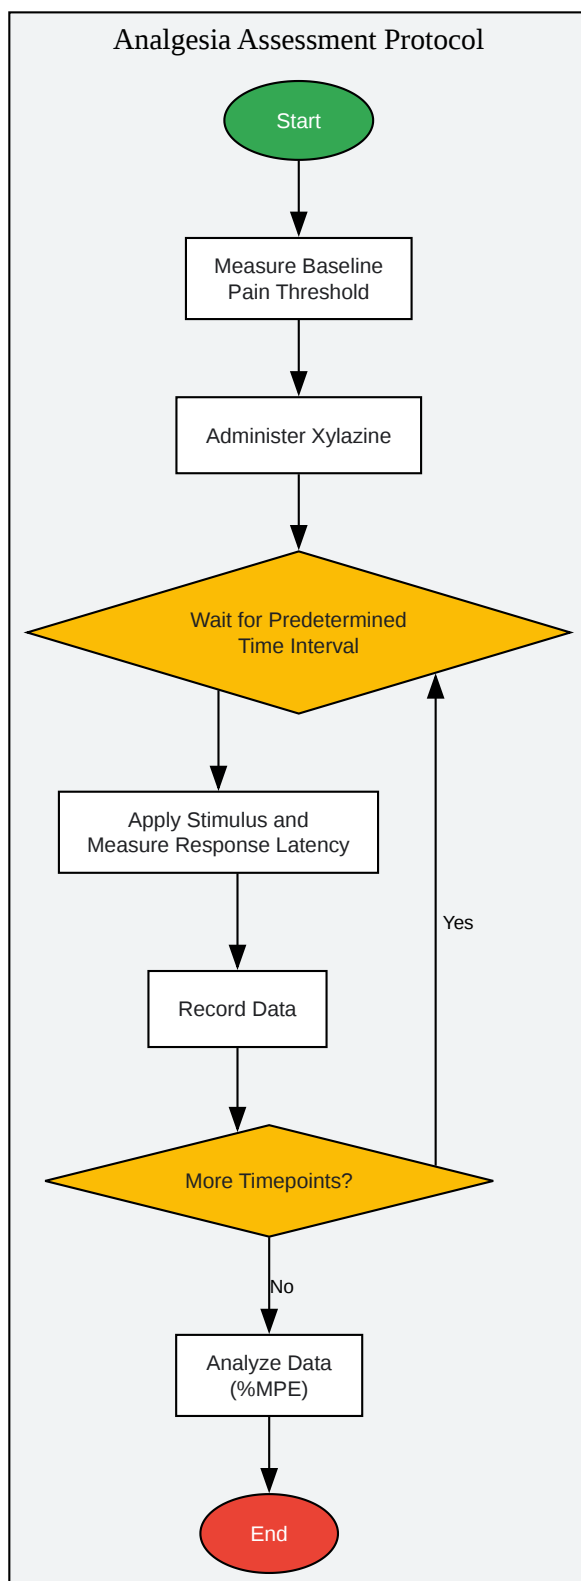 Analgesia Assessment Protocol
Start
Measure Baseline
Pain Threshold
Administer Xylazine
Wait for Predetermined
Time Interval
Apply Stimulus and
Measure Response Latency
Yes
Record Data
More Timepoints?
No
Analyze Data
(%MPE)
End